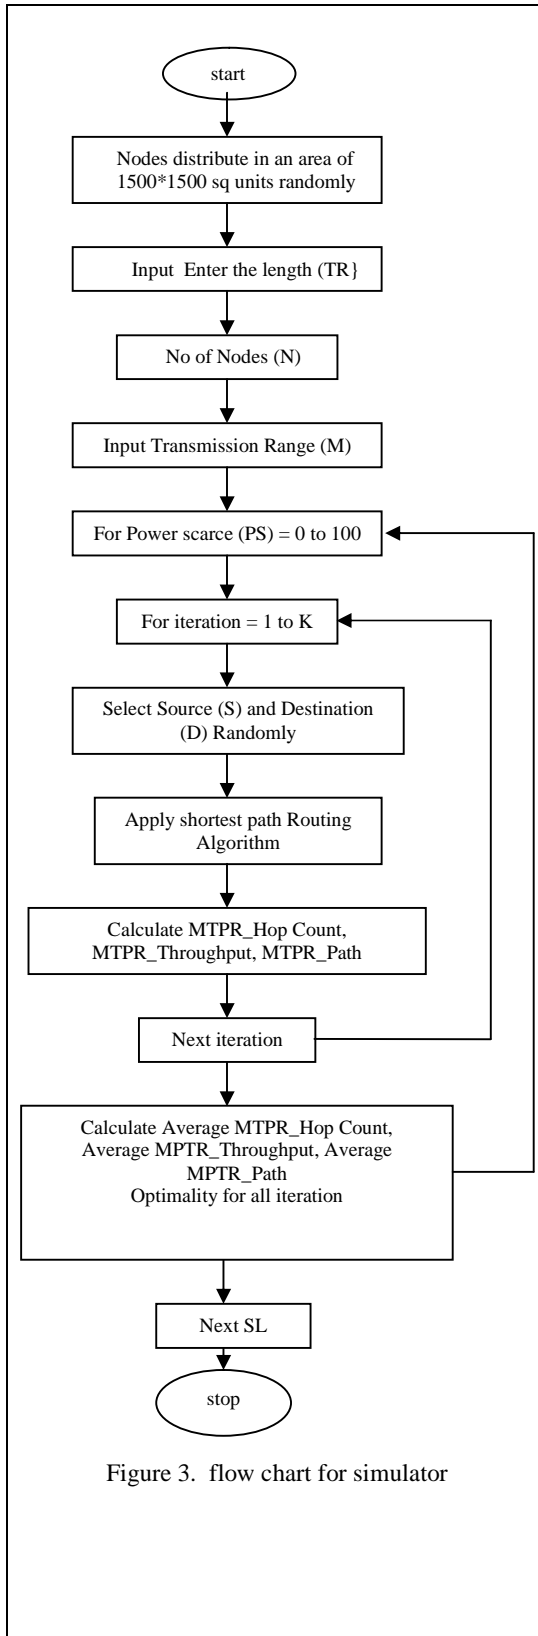 start
Nodes distribute in an area of
1500*1500 sq units randomly
Input Enter the length (TR}
No of Nodes (N)
Input Transmission Range (M)
For Power scarce (PS) = 0 to 100
For iteration = 1 to K
Select Source (S) and Destination
(D) Randomly
Apply shortest path Routing
Algorithm
Calculate MTPR_Hop Count,
MTPR_Throughput, MTPR_Path
Next iteration
Calculate Average MTPR_Hop Count,
Average MPTR_Throughput, Average
MPTR_Path
Optimality for all iteration
Next SL
stop
Figure 3. flow chart for simulator